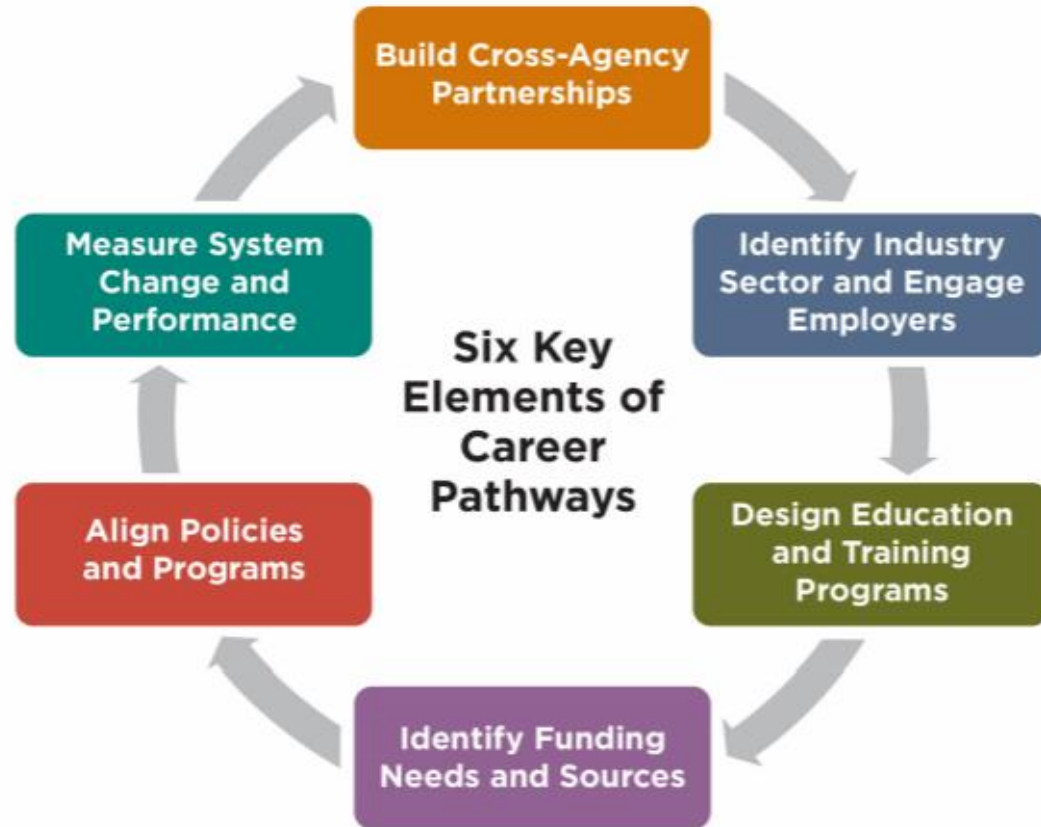 Build Cross-Agency
Partnerships
Identify Industry
Sector and Engage
Employers
Design Education
and Training
Programs
Identify Funding
Needs and Sources
Align Policies
and Programs
Measure System
Change and
Performance
Six Key
Elements of
Career
Pathways